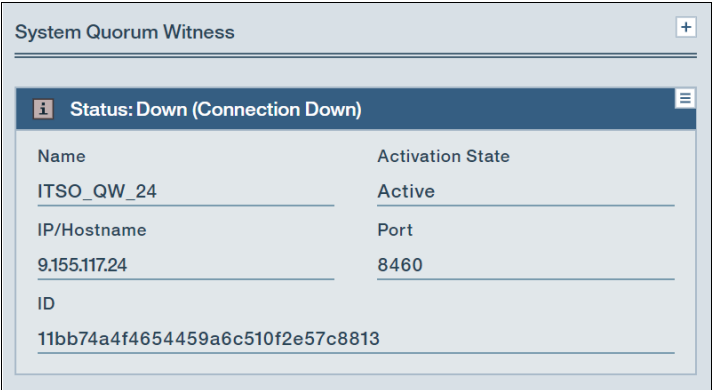 System Quorum Witness
Status: Down (Connection Down)
Name
Activation State
ITSO_QW_24
Active
IP/Hostname
Port
9.155.117.24
8460
ID
11bb74a4f4654459a6c510f2e57c8813